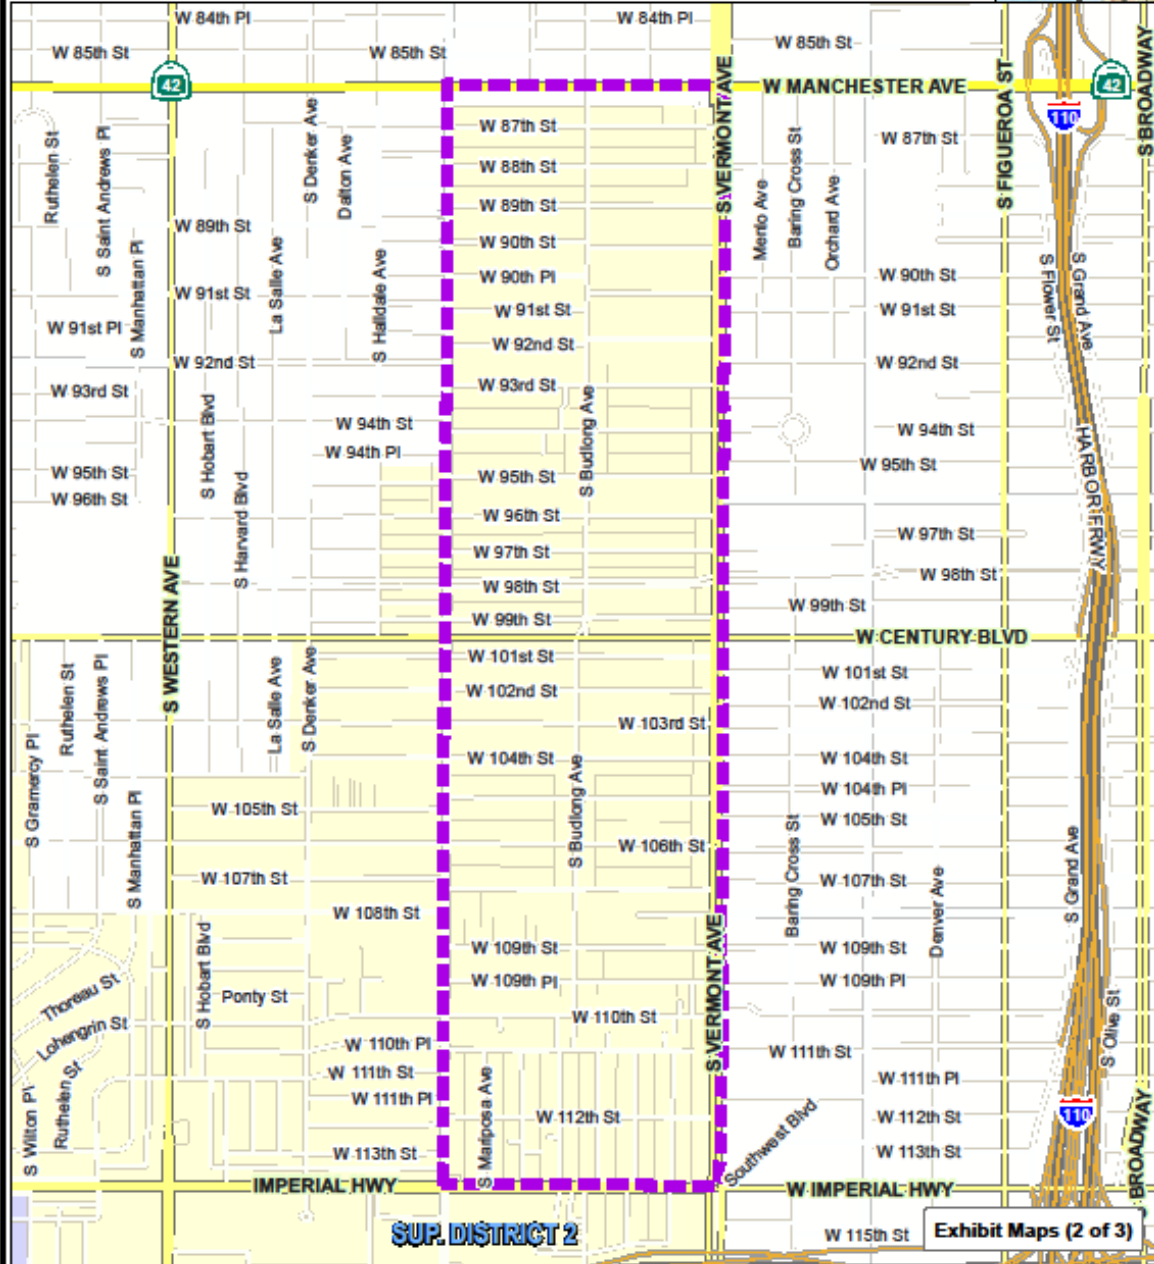 W 84th Pl
W 84th Pl
W 85th St
W 85th St
W 85th St
42
W MANCHESTER AVE
42
110
S BROADWAY
S VERMONT AVE
S FIGUEROA ST
W 87th St
W 87th St
W 88th St
W 89th St
W 89th St
W 90th St
W 90th Pl
W 90th St
W 91st St
W 91st St
W 91st St
W 91st Pl
W 92nd St
W 92nd St
W 92nd St
W 93rd St
W 93rd St
Ruthelen St
S Saint Andrews Pl
S Manhattan Pl
La Salle Ave
S Denker Ave
Dalton Ave
S Halldale Ave
Menlo Ave
Baring Cross St
Orchard Ave
S Flower St
S Grand Ave
HARBOR FRWY
S Hobart Blvd
S Harvard Blvd
S Budlong Ave
W 94th St
W 94th Pl
W 94th St
W 95th St
W 95th St
W 95th St
W 96th St
W 96th St
W 97th St
W 97th St
W 98th St
W 98th St
W 99th St
W 99th St
S WESTERN AVE
W CENTURY BLVD
W 101st St
W 101st St
W 102nd St
W 102nd St
W 103rd St
W 104th St
W 104th St
W 104th Pl
W 105th St
W 105th St
W 106th St
W 107th St
W 107th St
W 108th St
W 109th St
W 109th St
W 109th Pl
W 109th Pl
S Gramercy Pl
Ruthelen St
S Saint Andrews Pl
S Manhattan Pl
La Salle Ave
S Denker Ave
S Budlong Ave
Baring Cross St
Denver Ave
S Grand Ave
S Hobart Blvd
S VERMONT AVE
Thoreau St
Lohengrin St
Ponty St
W 110th St
W 110th Pl
W 111th St
W 111th St
W 111th Pl
W 111th Pl
W 112th St
W 112th St
W 113th St
W 113th St
S Wilton Pl
Ruthelen St
S Mariposa Ave
Southwest Blvd
S Olive St
110
S BROADWAY
IMPERIAL HWY
W IMPERIAL HWY
SUP. DISTRICT 2
W 115th St
Exhibit Maps (2 of 3)